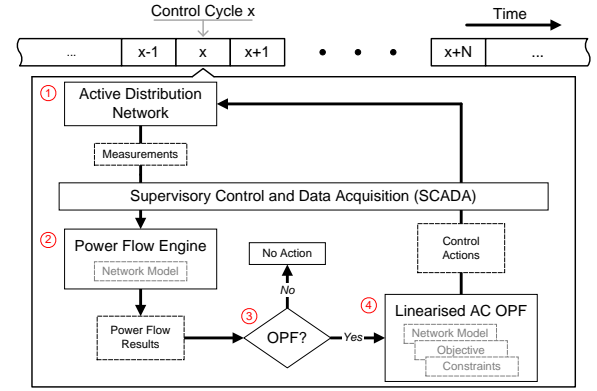 Control Cycle x
Time
...
x-1
x
x+1
• • •
x+N
...
1
Active Distribution
Network
Measurements
Supervisory Control and Data Acquisition (SCADA)
2
Power Flow Engine
Network Model
Power Flow
Results
3
OPF?
No
No Action
Yes
4
Linearised AC OPF
Network Model
Objective
Constraints
Control
Actions